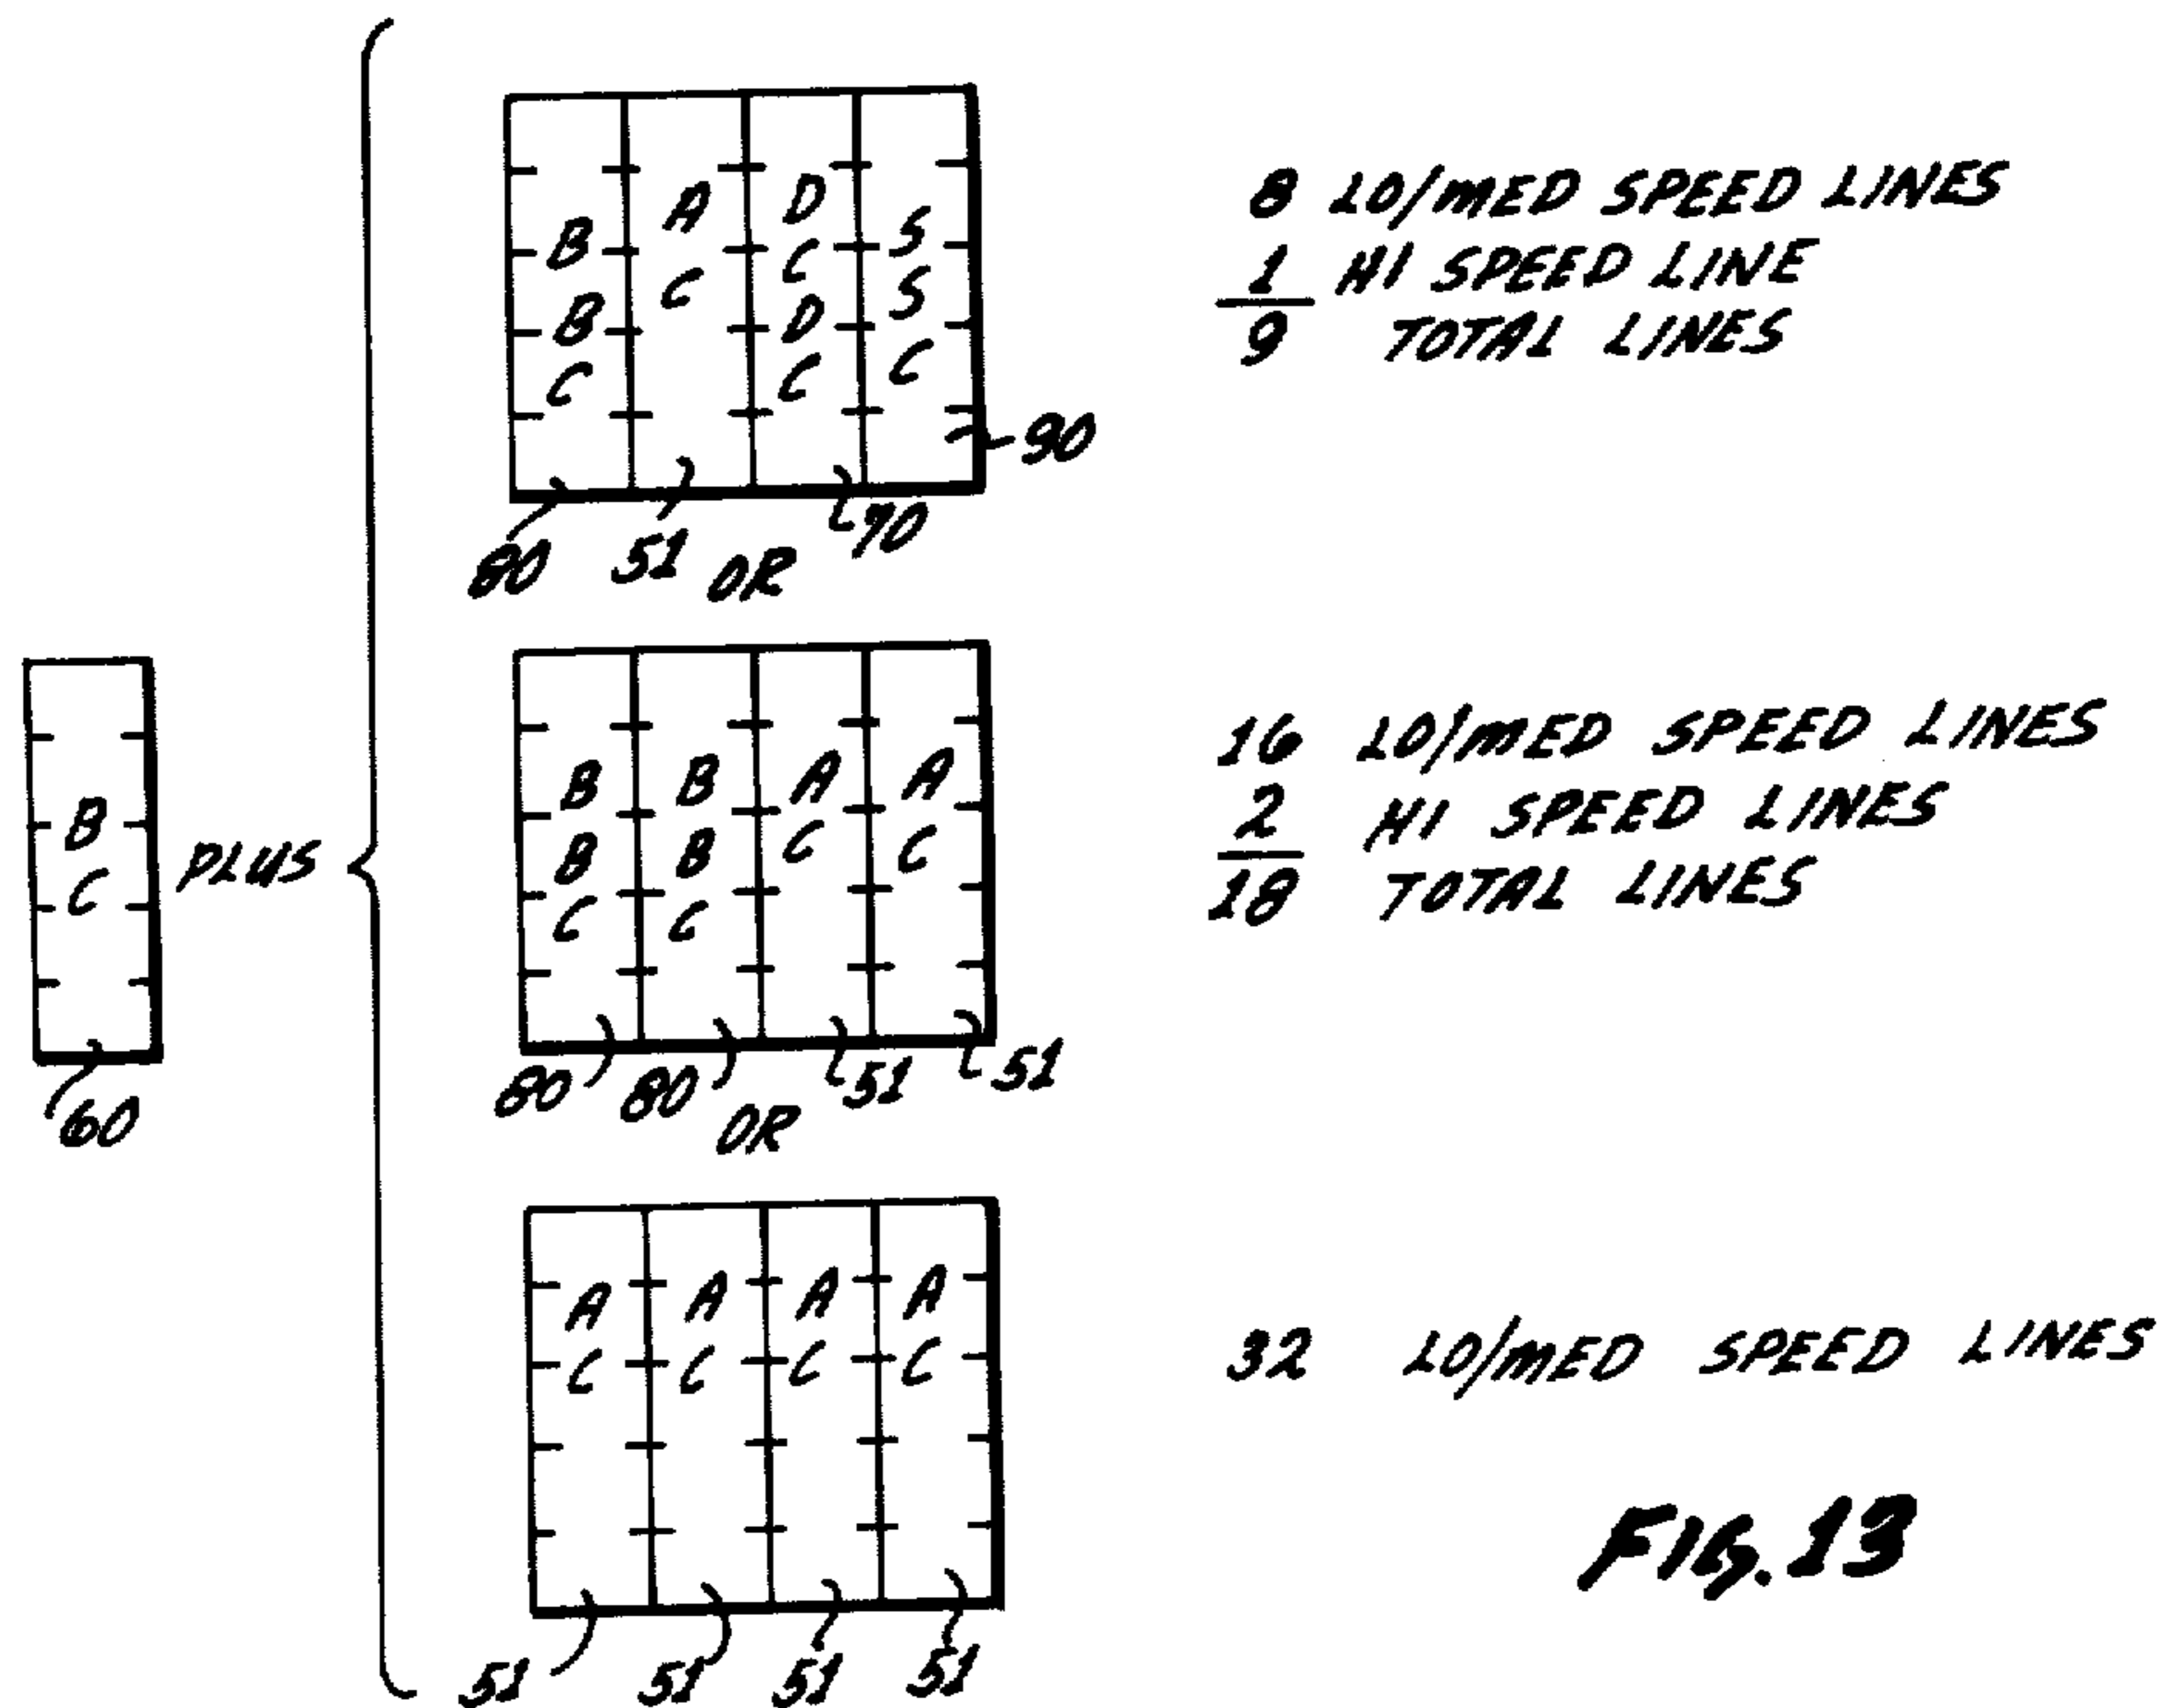 B
C
60
PLUS
B
B
C
A
C
D
C
D
C
S
S
C
90
80
51
OR
70
8 LO/MED SPEED LINES
1 HI SPEED LINE
9 TOTAL LINES
B
B
C
B
B
C
A
C
A
C
80
80
OR
51
51
16 LO/MED SPEED LINES
2 HI SPEED LINES
18 TOTAL LINES
A
C
A
C
A
C
A
C
51
51
51
51
32 LO/MED SPEED LINES
FIG. 13